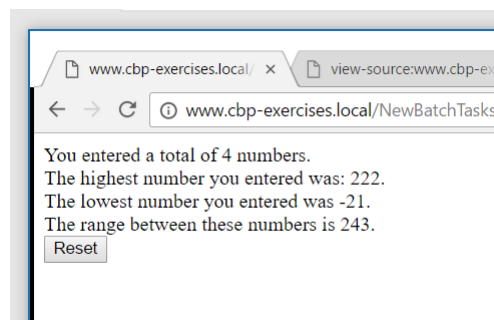 www.cbp-exercises.local/
view-source:www.cbp-ex
www.cbp-exercises.local/NewBatchTasks
You entered a total of 4 numbers.
The highest number you entered was: 222.
The lowest number you entered was -21.
The range between these numbers is 243.
Reset